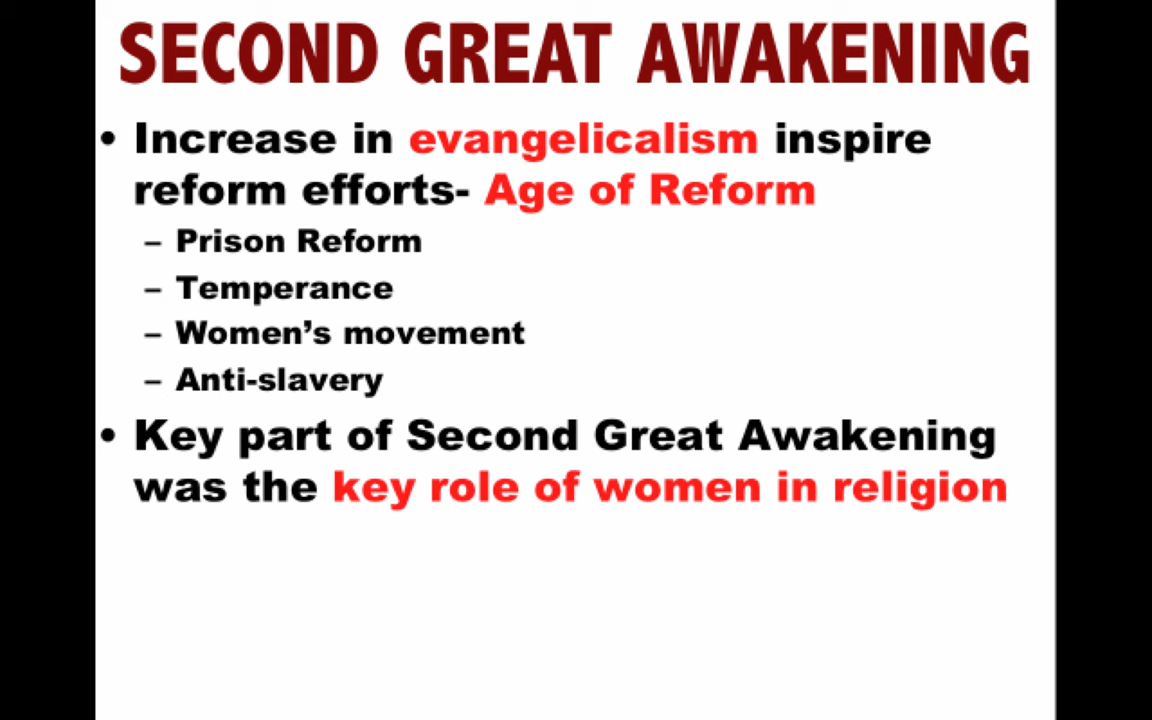 SECOND GREAT AWAKENING
• Increase in evangelicalism inspire
reform efforts- Age of Reform
– Prison Reform
– Temperance
– Women’s movement
– Anti-slavery
• Key part of Second Great Awakening
was the key role of women in religion